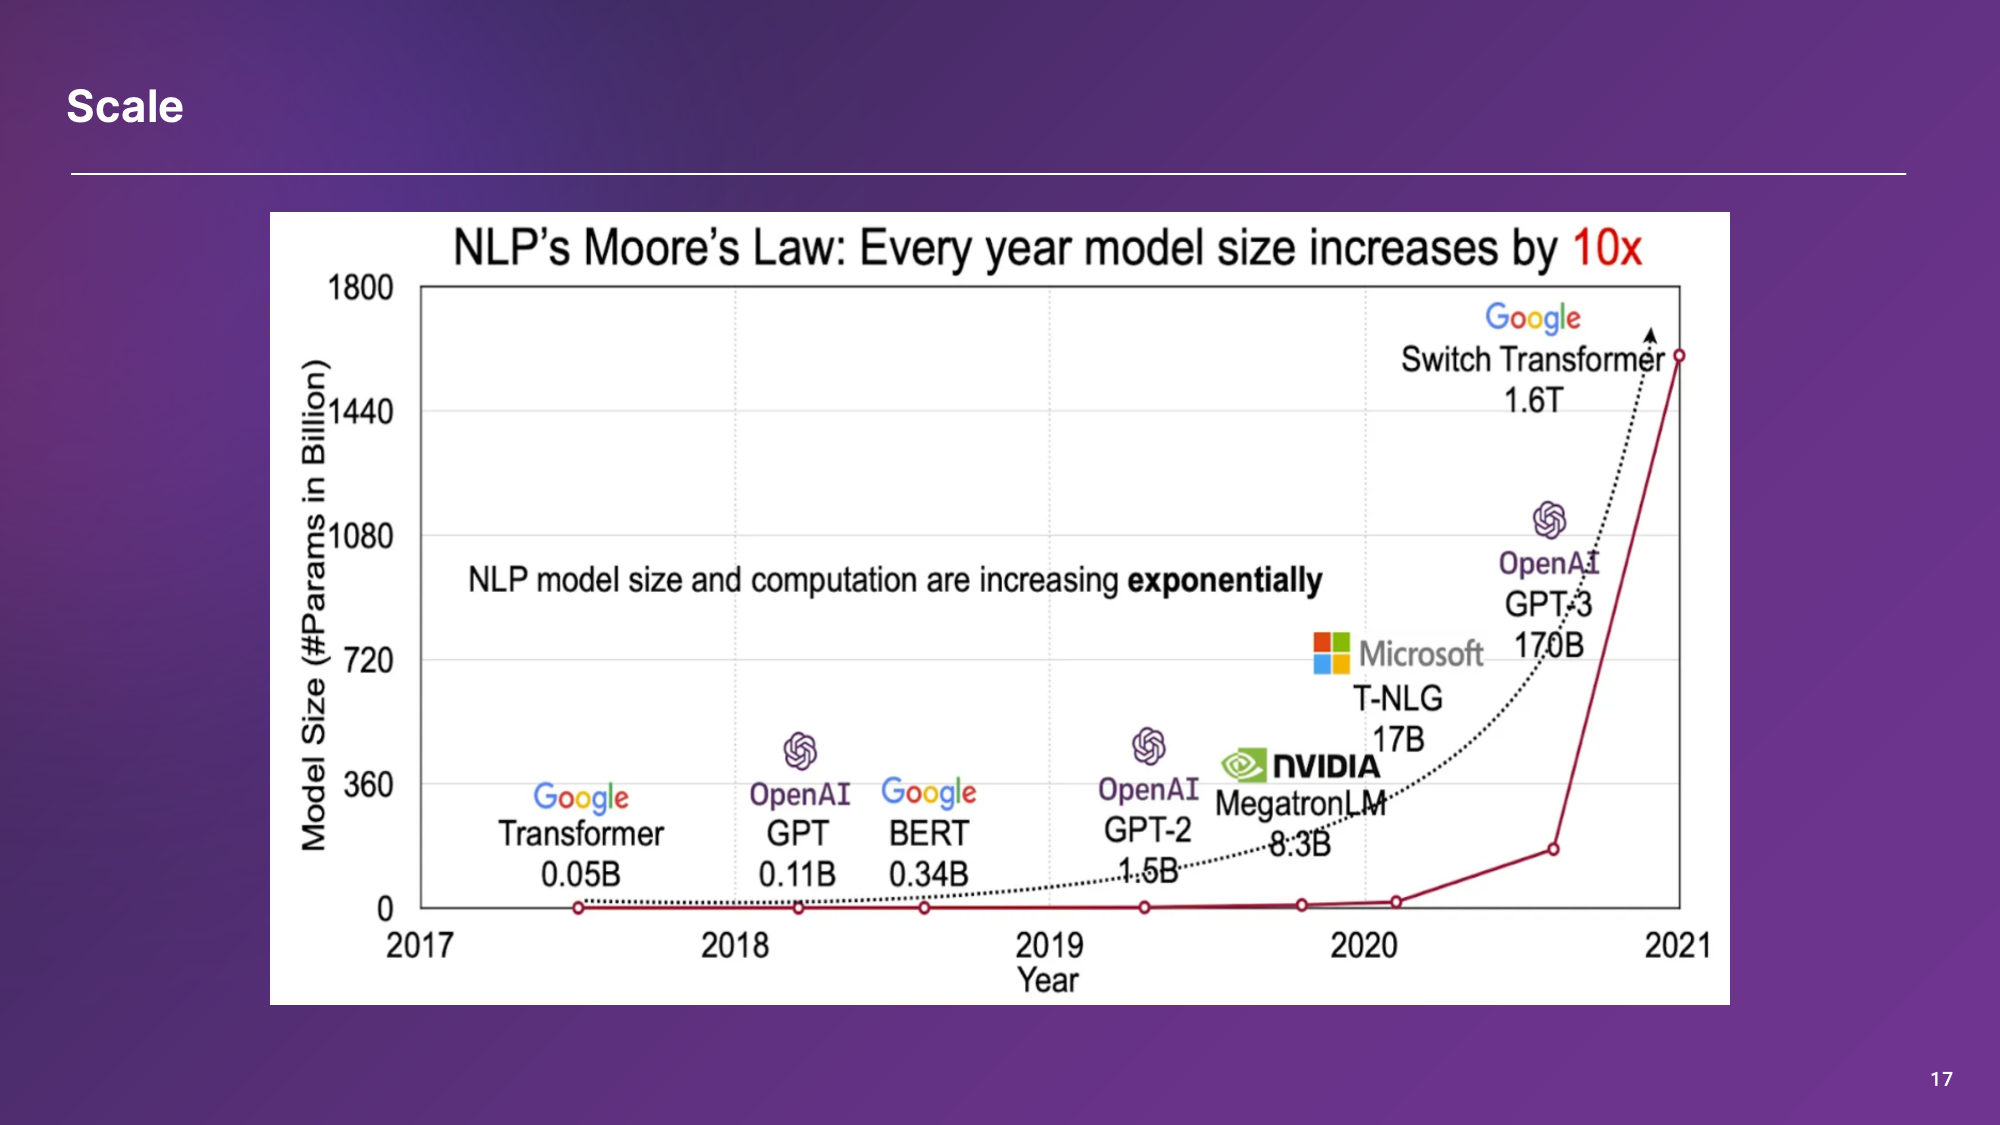 Scale
NLP's Moore's Law: Every year model size increases by 10x
Model Size (#Params in Billion)
1800
1440
1080
720
360
0
NLP model size and computation are increasing exponentially
Google
Transformer
0.05B
OpenAI
GPT
0.11B
Google
BERT
0.34B
OpenAI
GPT-2
1.5B
NVIDIA
MegatronLM
8.3B
Microsoft
T-NLG
17B
OpenAI
GPT-3
170B
Google
Switch Transformer
1.6T
2017
2018
2019
2020
2021
Year
17